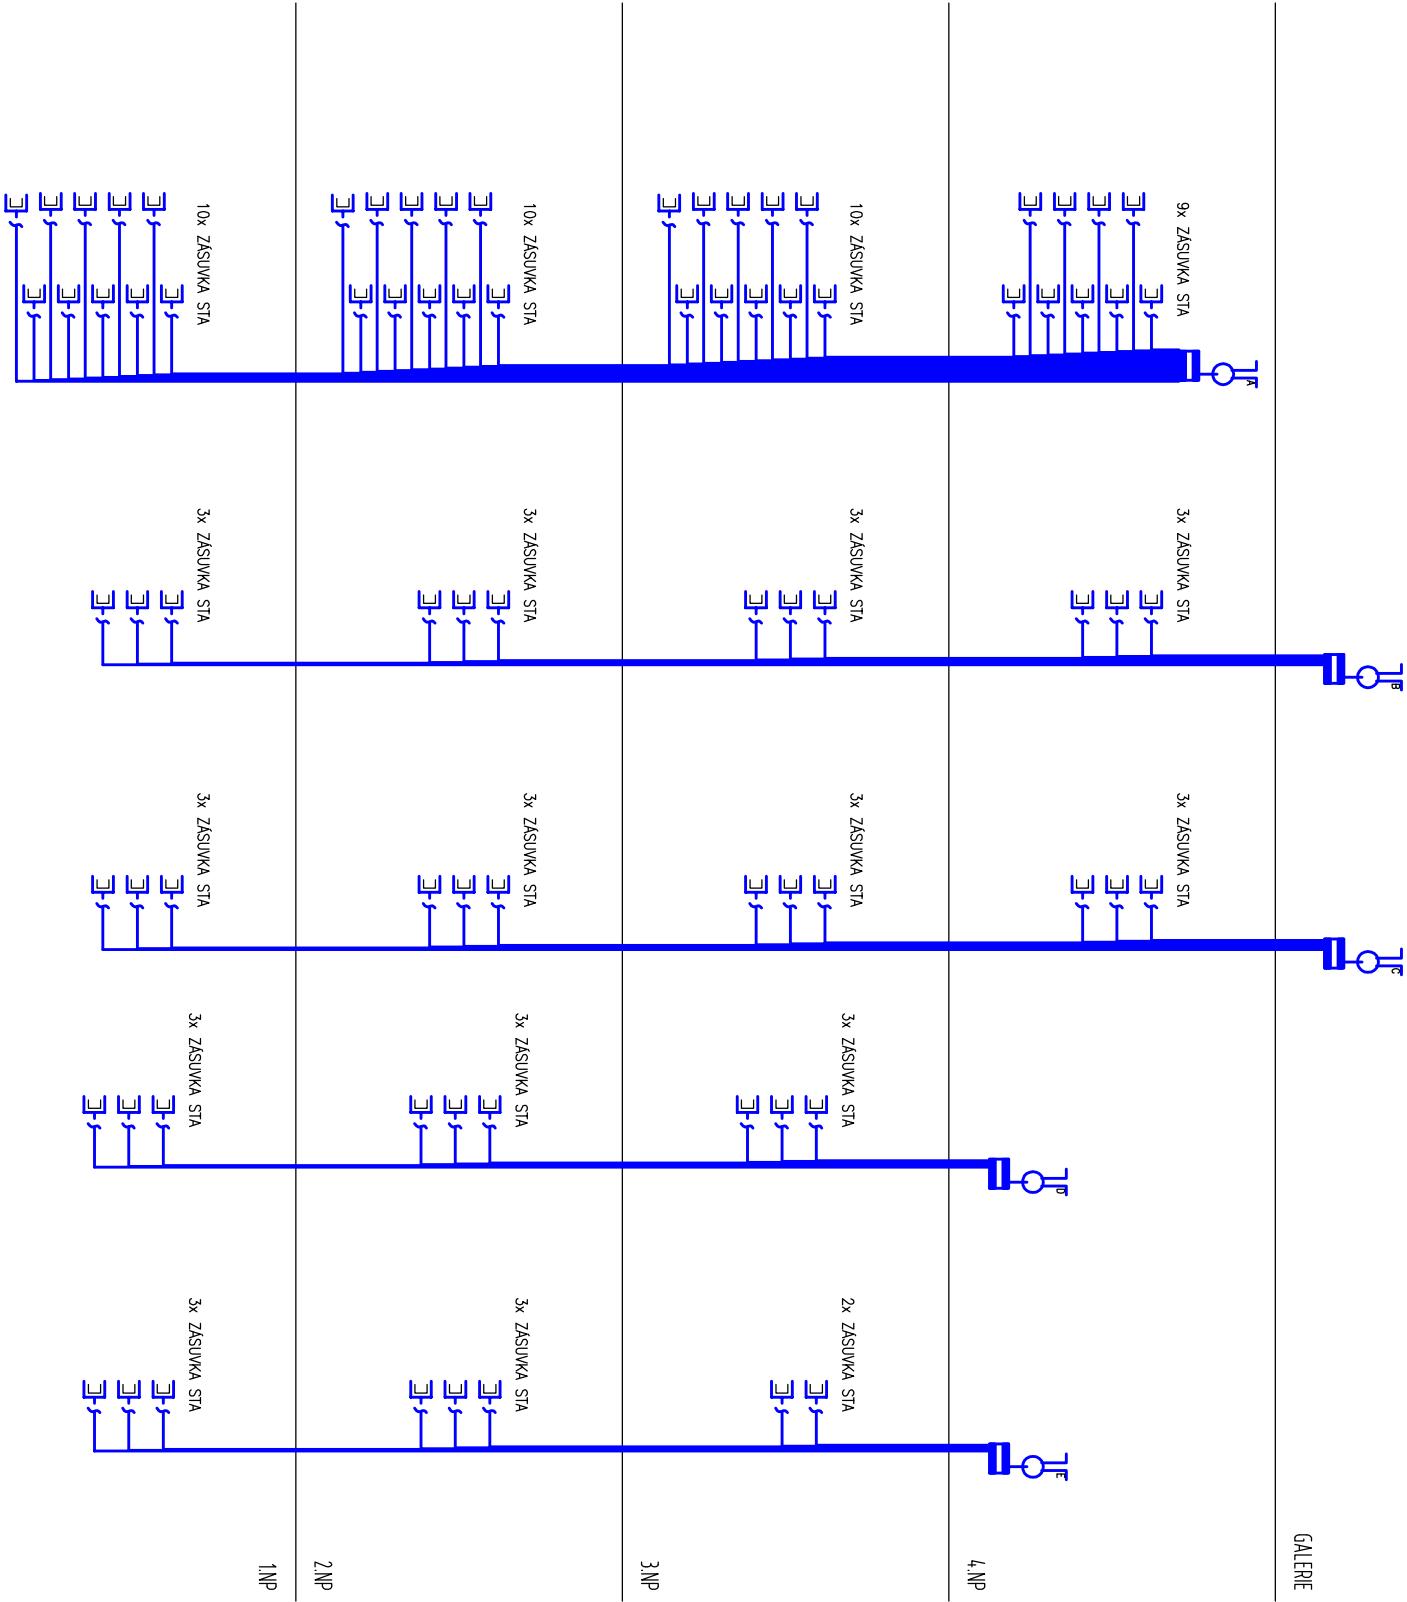 B
C
GALERIE
A
9x ZÁSUVKA STA
3x ZÁSUVKA STA
3x ZÁSUVKA STA
D
E
4.NP
10x ZÁSUVKA STA
3x ZÁSUVKA STA
3x ZÁSUVKA STA
3x ZÁSUVKA STA
2x ZÁSUVKA STA
3.NP
10x ZÁSUVKA STA
3x ZÁSUVKA STA
3x ZÁSUVKA STA
3x ZÁSUVKA STA
3x ZÁSUVKA STA
2.NP
1.NP
10x ZÁSUVKA STA
3x ZÁSUVKA STA
3x ZÁSUVKA STA
3x ZÁSUVKA STA
3x ZÁSUVKA STA